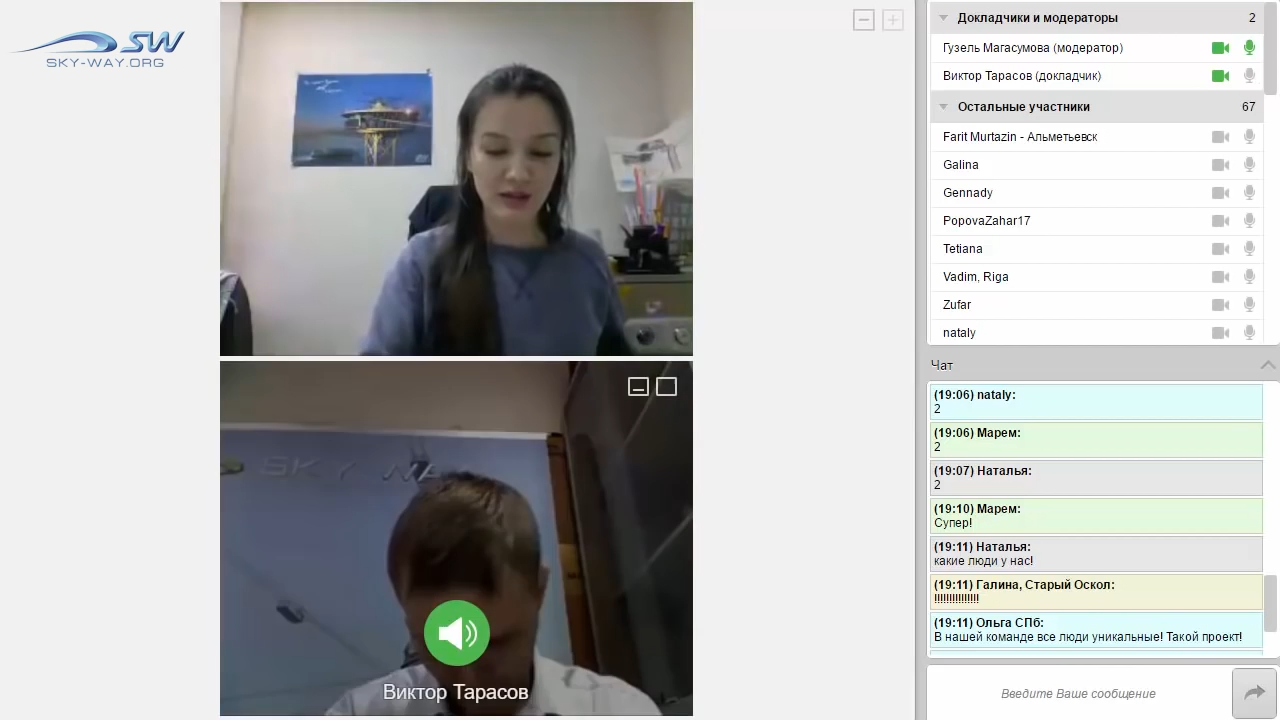 SW
SKY-WAY.ORG
SKY WA
Виктор Тарасов
Докладчики и модераторы 2
Гузель Магасумова (модератор)
Виктор Тарасов (докладчик)
Остальные участники 67
Farit Murtazin - Альметьевск
Galina
Gennady
PopovaZahar17
Tetiana
Vadim, Riga
Zufar
nataly
Чат
(19:06) nataly:
2
(19:06) Марем:
2
(19:07) Наталья:
2
(19:10) Марем:
Супер!
(19:11) Наталья:
какие люди у нас!
(19:11) Галина, Старый Оскол:
!!!!!!!!!!!!!!!
(19:11) Ольга СПб:
В нашей команде все люди уникальные! Такой проект!
Введите Ваше сообщение